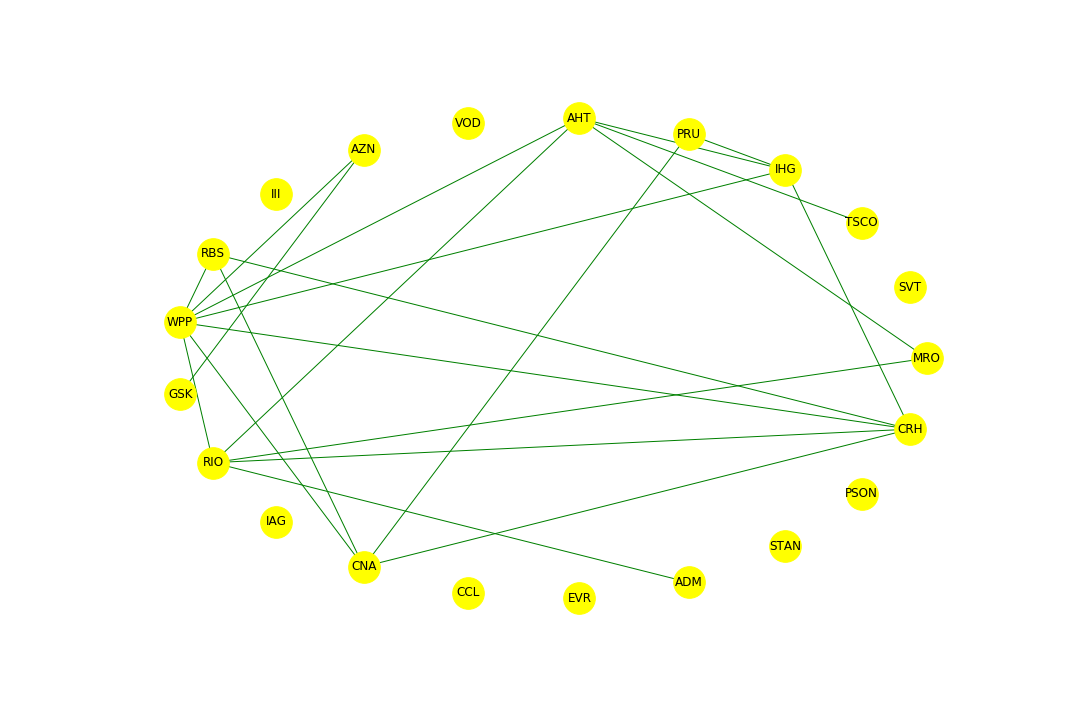 AHT
VOD
PRU
AZN
IHG
III
TSCO
RBS
SVT
WPP
MRO
GSK
CRH
RIO
PSON
IAG
STAN
CNA
ADM
CCL
EVR